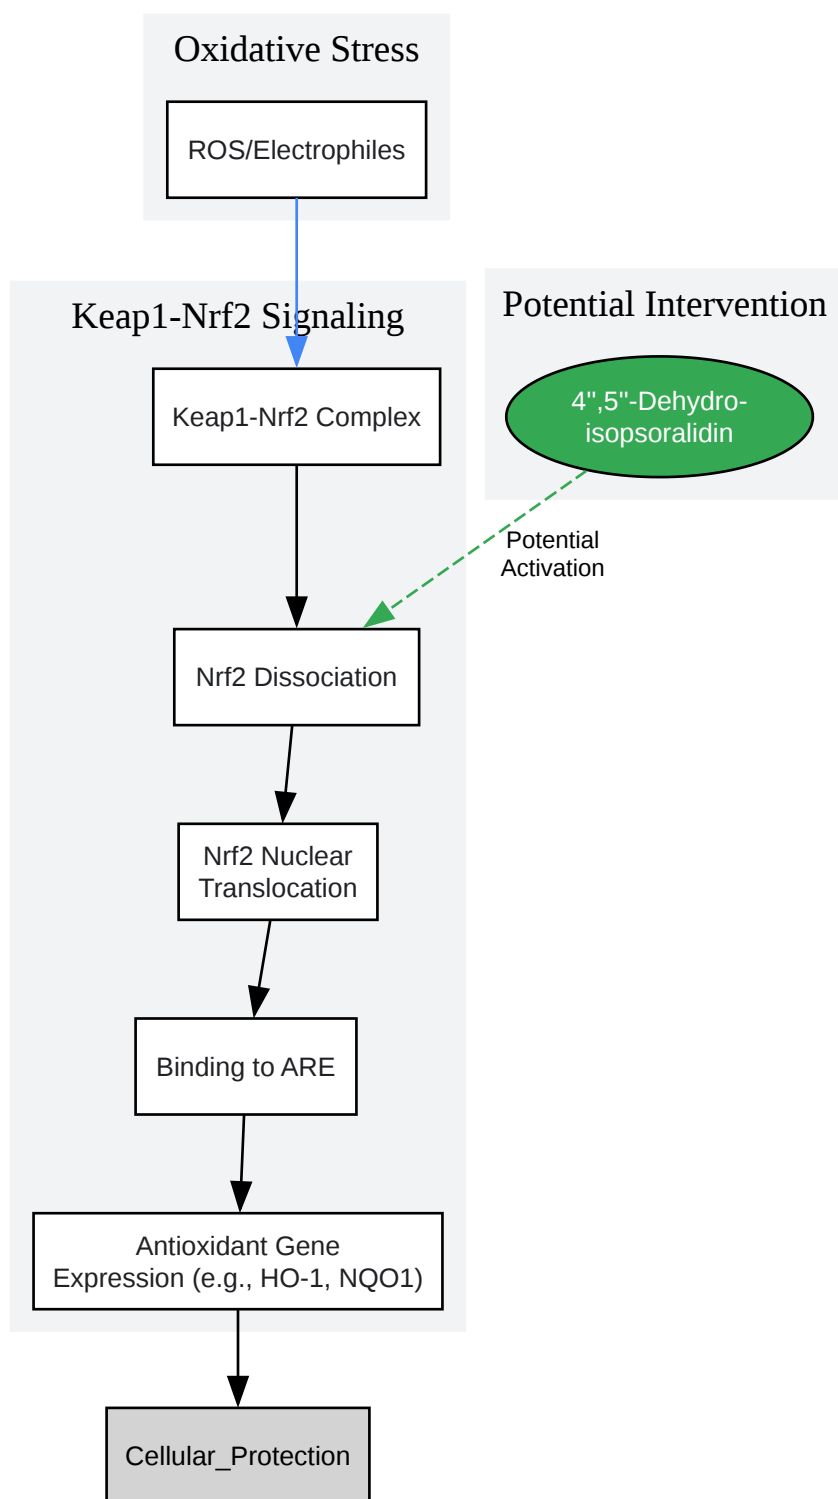 Oxidative Stress
ROS/Electrophiles
Keap1-Nrf2 Signaling
Potential Intervention
Keap1-Nrf2 Complex
4'',5''-Dehydro-
isopsoralidin
Potential
Activation
Nrf2 Dissociation
Nrf2 Nuclear
Translocation
Binding to ARE
Antioxidant Gene
Expression (e.g., HO-1, NQO1)
Cellular_Protection